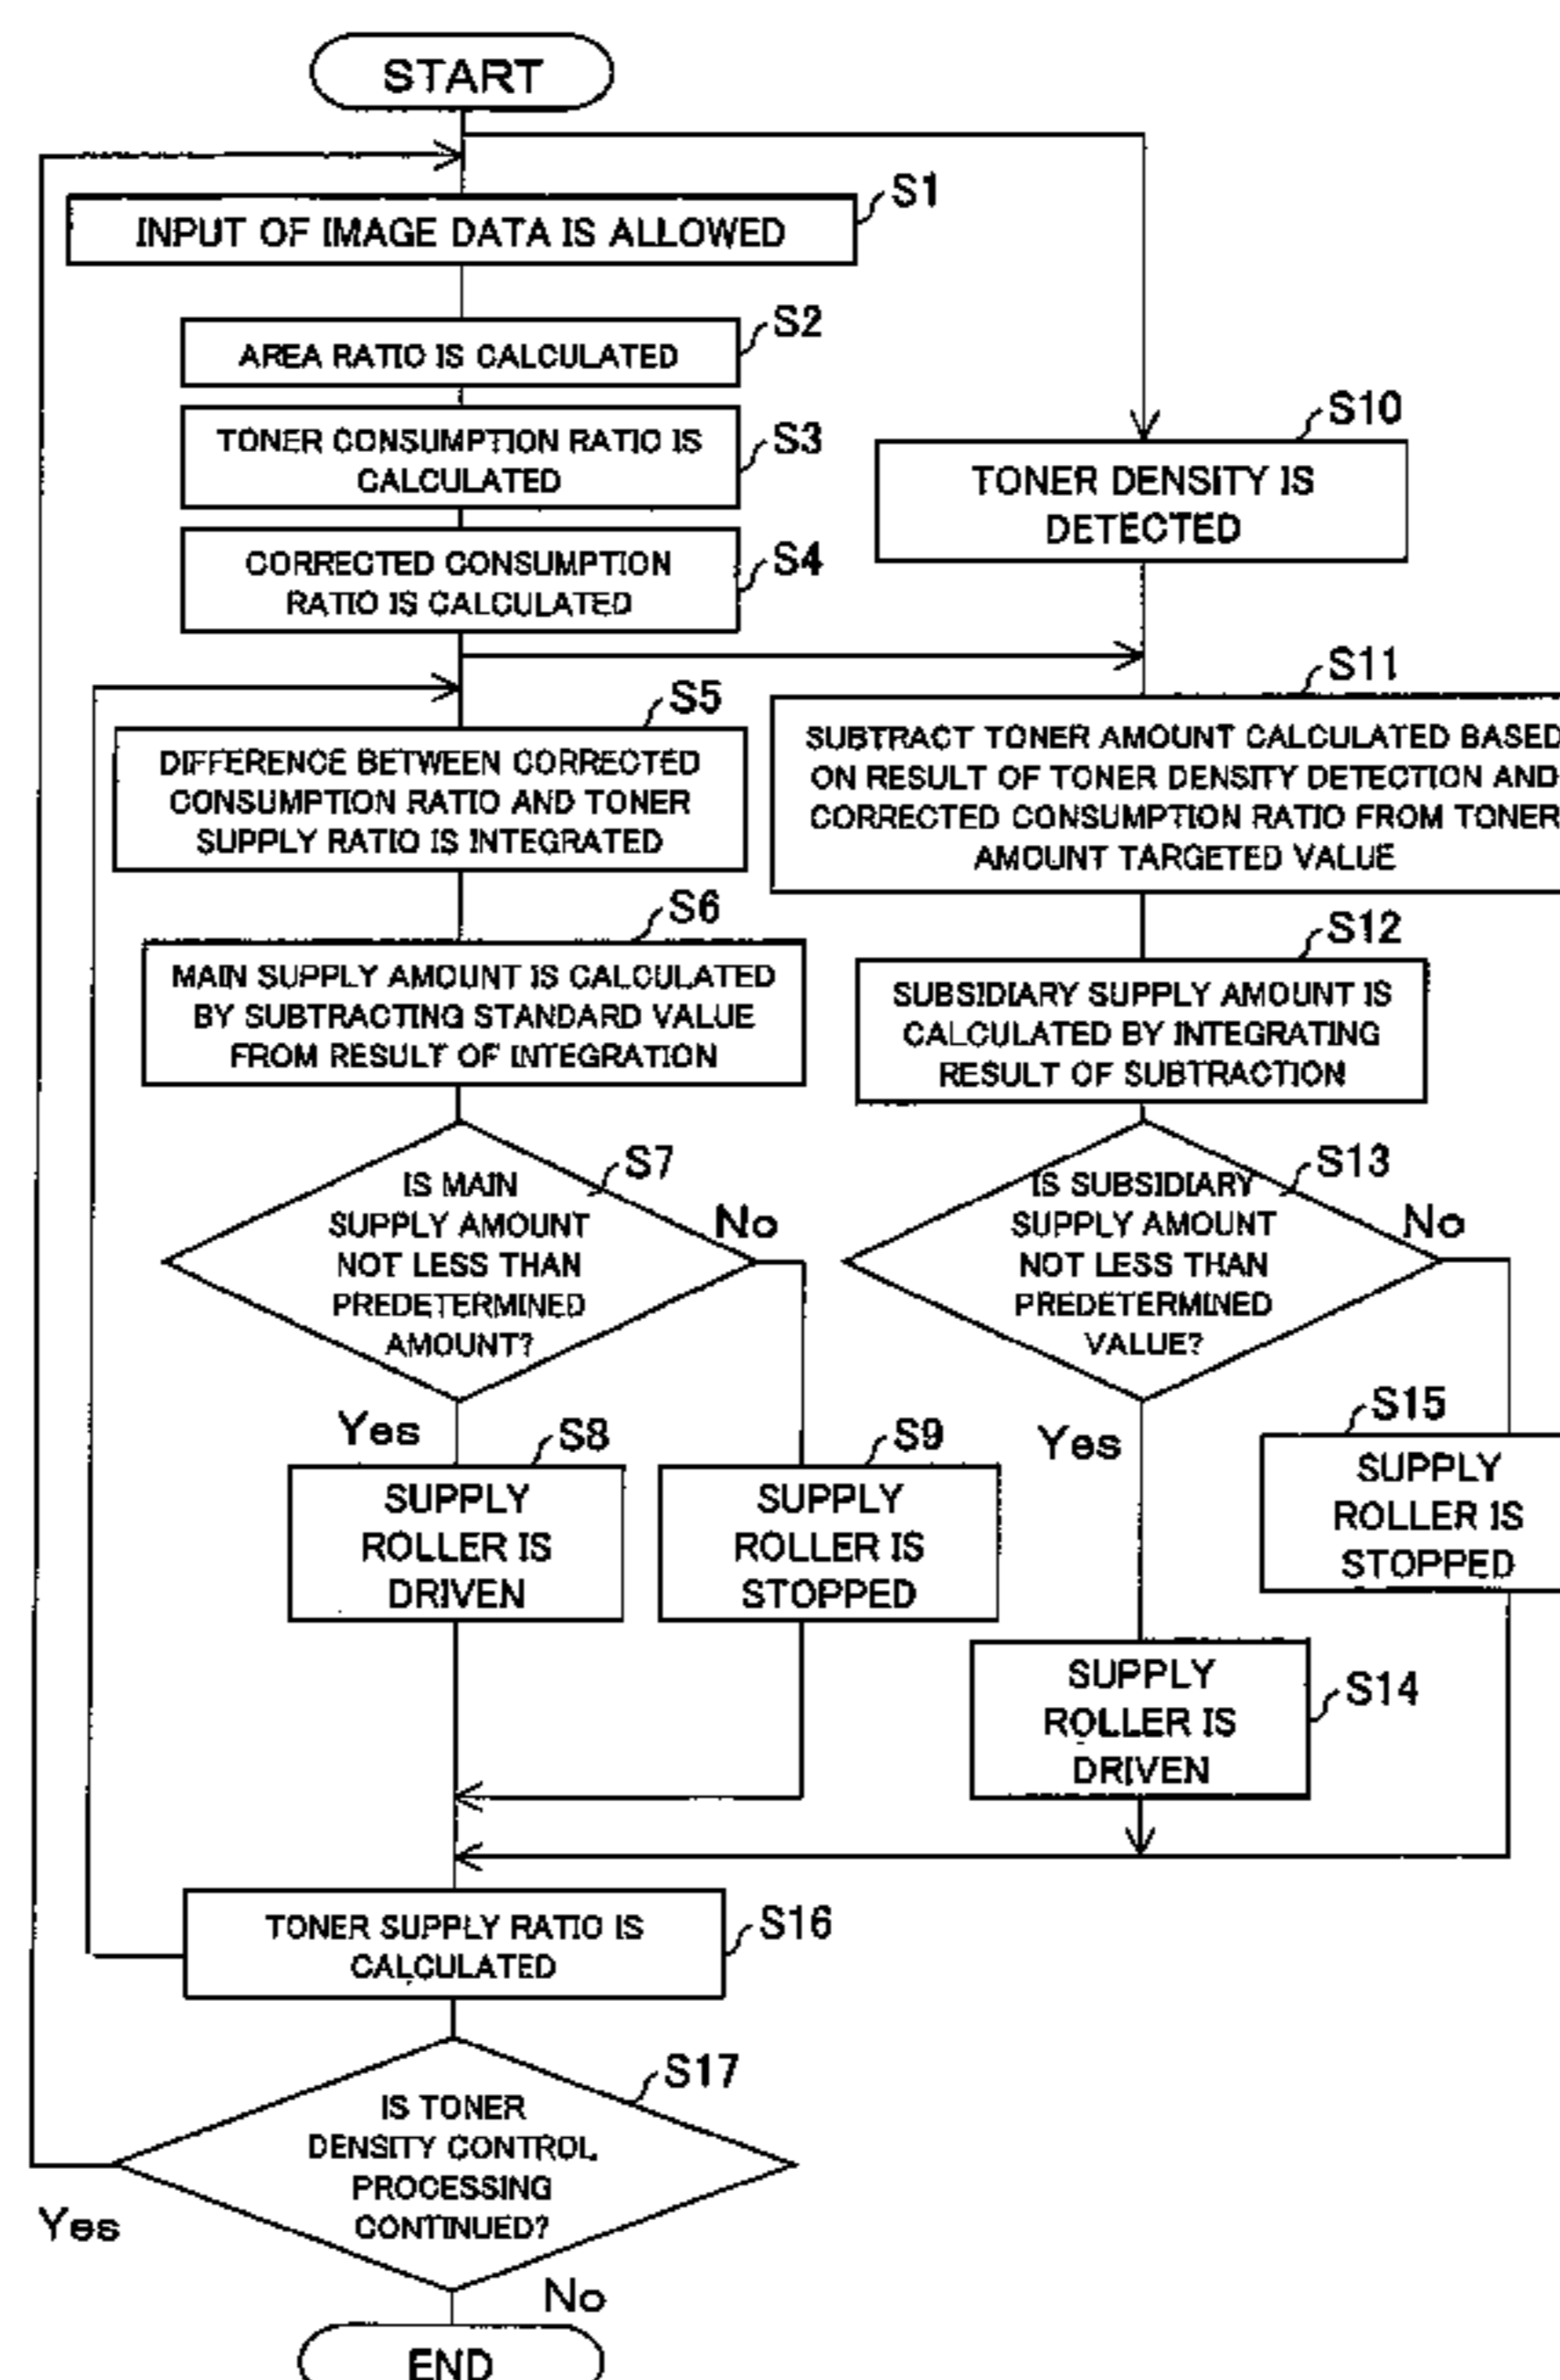 START
S1
INPUT OF IMAGE DATA IS ALLOWED
S2
AREA RATIO IS CALCULATED
S3
TONER CONSUMPTION RATIO IS
CALCULATED
S4
CORRECTED CONSUMPTION
RATIO IS CALCULATED
S10
TONER DENSITY IS
DETECTED
S5
DIFFERENCE BETWEEN CORRECTED
CONSUMPTION RATIO AND TONER
SUPPLY RATIO IS INTEGRATED
S11
SUBTRACT TONER AMOUNT CALCULATED BASED
ON RESULT OF TONER DENSITY DETECTION AND
CORRECTED CONSUMPTION RATIO FROM TONER
AMOUNT TARGETED VALUE
S6
MAIN SUPPLY AMOUNT IS CALCULATED
BY SUBTRACTING STANDARD VALUE
FROM RESULT OF INTEGRATION
S12
SUBSIDIARY SUPPLY AMOUNT IS
CALCULATED BY INTEGRATING
RESULT OF SUBTRACTION
S7
IS MAIN
SUPPLY AMOUNT
NOT LESS THAN
PREDETERMINED
AMOUNT?
No
Yes
S13
IS SUBSIDIARY
SUPPLY AMOUNT
NOT LESS THAN
PREDETERMINED
VALUE?
No
Yes
S8
SUPPLY
ROLLER IS
DRIVEN
S9
SUPPLY
ROLLER IS
STOPPED
S15
SUPPLY
ROLLER IS
STOPPED
S14
SUPPLY
ROLLER IS
DRIVEN
S16
TONER SUPPLY RATIO IS
CALCULATED
S17
IS TONER
DENSITY CONTROL
PROCESSING
CONTINUED?
Yes
No
END